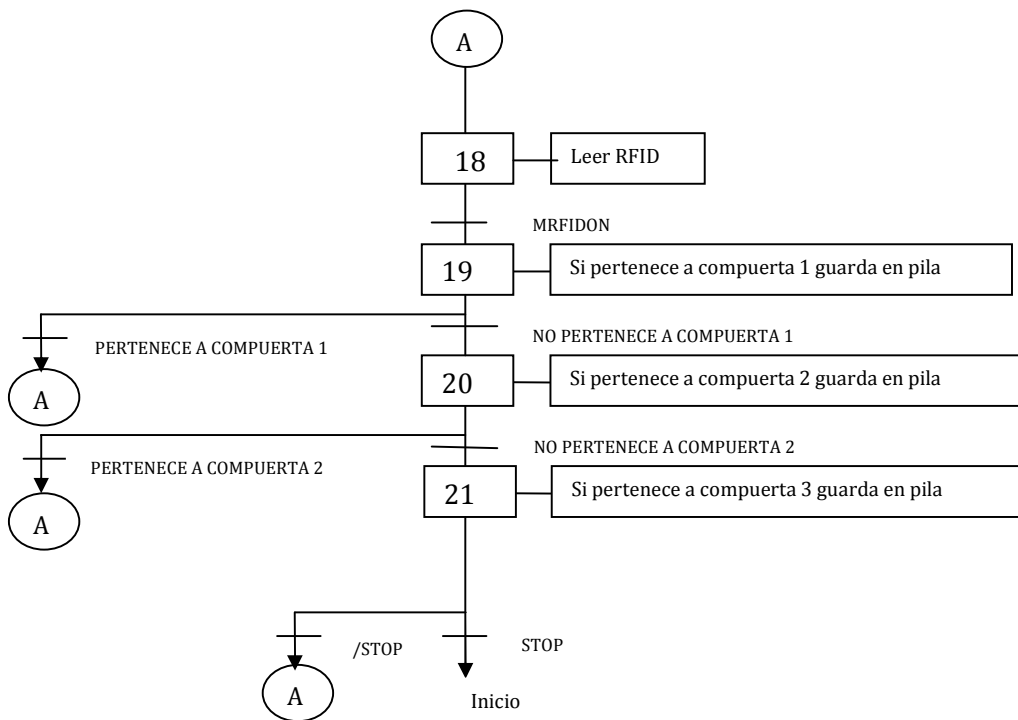 A
18
Leer RFID
MRFIDON
19
Si pertenece a compuerta 1 guarda en pila
PERTENECE A COMPUERTA 1
NO PERTENECE A COMPUERTA 1
A
20
Si pertenece a compuerta 2 guarda en pila
PERTENECE A COMPUERTA 2
NO PERTENECE A COMPUERTA 2
A
21
Si pertenece a compuerta 3 guarda en pila
/STOP
STOP
A
Inicio